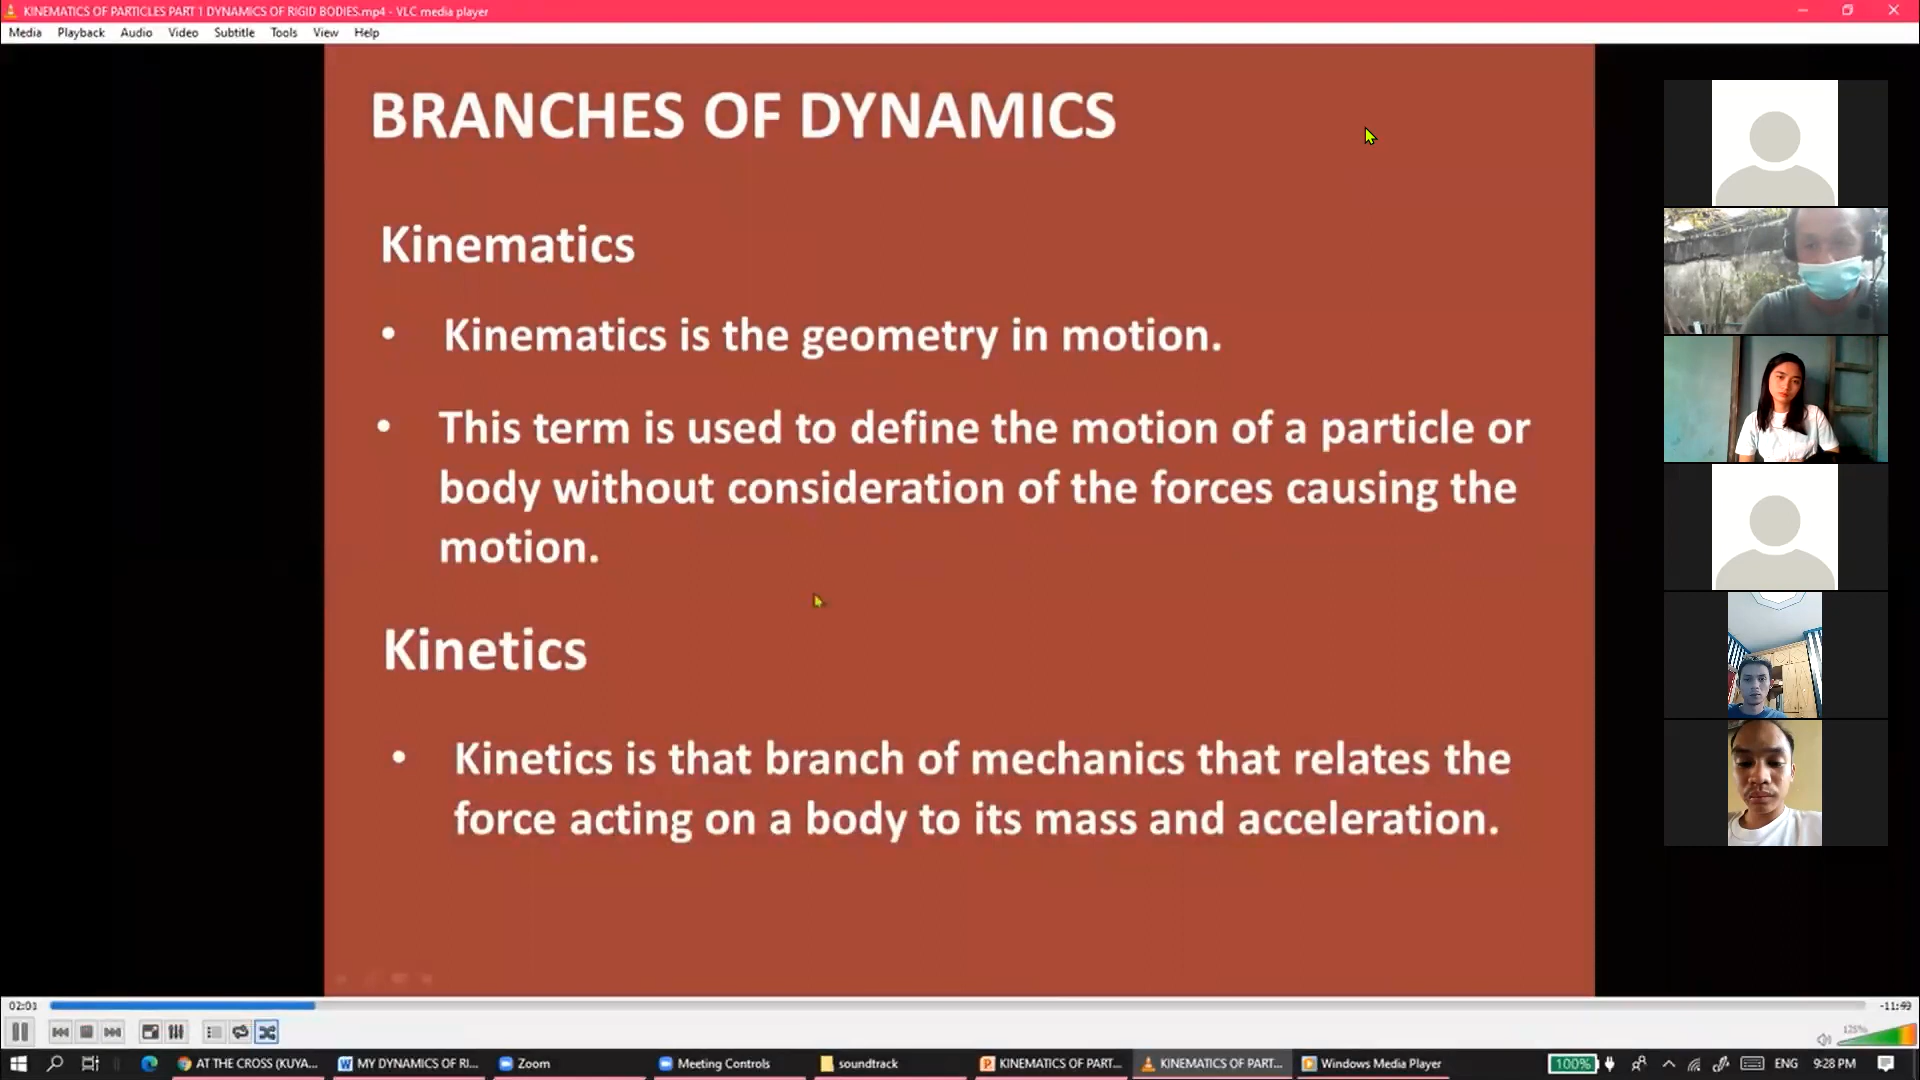 KINEMATICS OF PARTICLES PART 1 DYNAMICS OF RIGID BODIES.mp4 - VLC media player
Media Playback Audio Video Subtitle Tools View Help
BRANCHES OF DYNAMICS
Kinematics
• Kinematics is the geometry in motion.
• This term is used to define the motion of a particle or
body without consideration of the forces causing the
motion.
Kinetics
• Kinetics is that branch of mechanics that relates the
force acting on a body to its mass and acceleration.
02:01
125%
AT THE CROSS (KUYA... MY DYNAMICS OF RI... Zoom Meeting Controls soundtrack KINEMATICS OF PART... KINEMATICS OF PART... Windows Media Player 100% ENG 9:28 PM